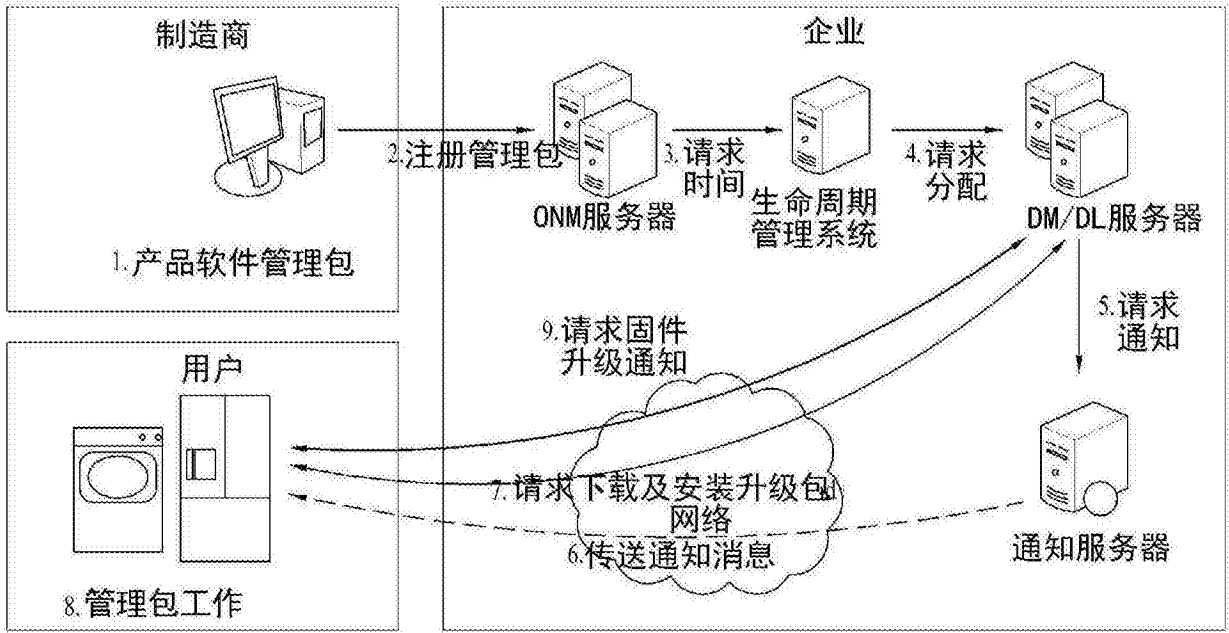 制造商
企业
2.注册管理包
3.请求
时间
4.请求
分配
ONM服务器
生命周期
管理系统
DM/DL服务器
1.产品软件管理包
5.请求
通知
9.请求固件
升级通知
用户
7.请求下载及安装升级包
网络
6.传送通知消息
通知服务器
8.管理包工作